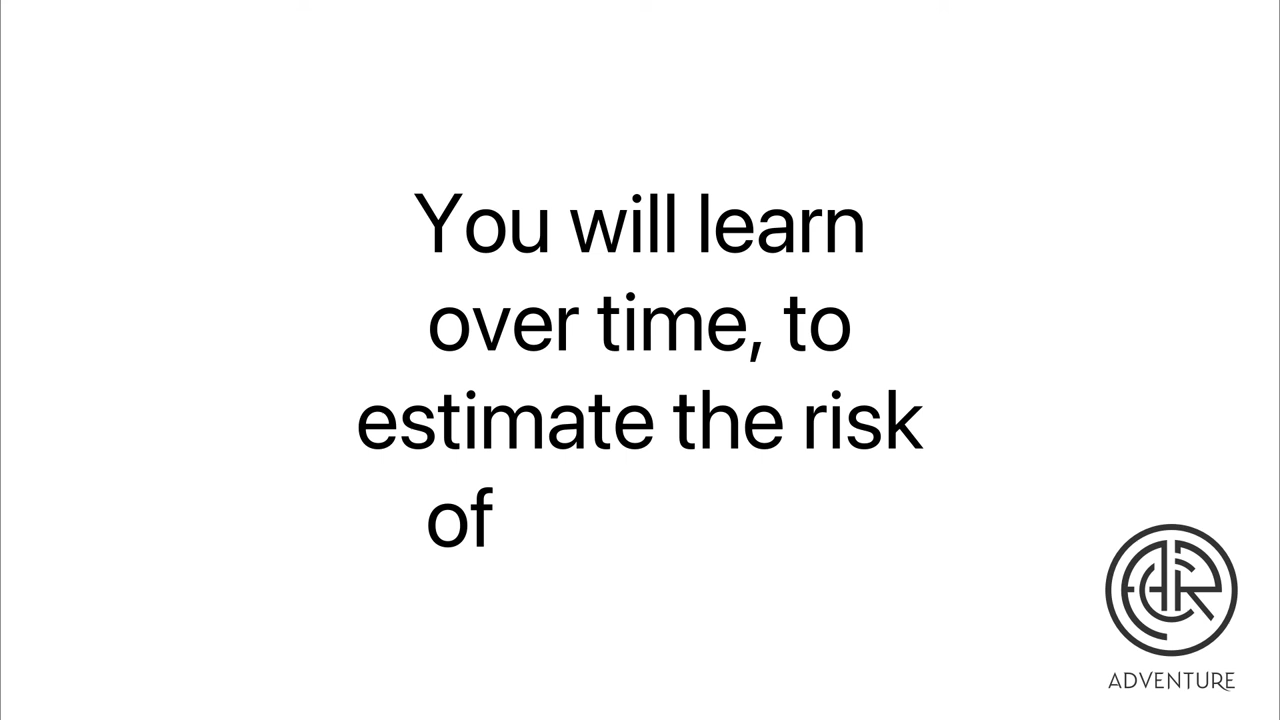 You will learn
over time, to
estimate the risk
of
ADVENTURE